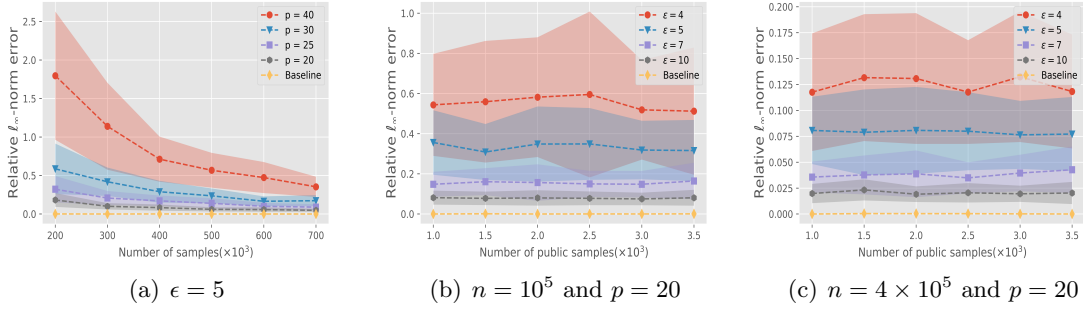 Relative ℓ∞-norm error
2.5
2.0
1.5
1.0
0.5
0.0
p = 40
p = 30
p = 25
p = 20
Baseline
200 300 400 500 600 700
Number of samples(×10³)
(a) ϵ = 5
Relative ℓ∞-norm error
1.0
0.8
0.6
0.4
0.2
0.0
ε = 4
ε = 5
ε = 7
ε = 10
Baseline
1.0 1.5 2.0 2.5 3.0 3.5
Number of public samples(×10³)
(b) n = 10⁵ and p = 20
Relative ℓ∞-norm error
0.175
0.150
0.125
0.100
0.075
0.050
0.025
0.000
ε = 4
ε = 5
ε = 7
ε = 10
Baseline
1.0 1.5 2.0 2.5 3.0 3.5
Number of public samples(×10³)
(c) n = 4 × 10⁵ and p = 20